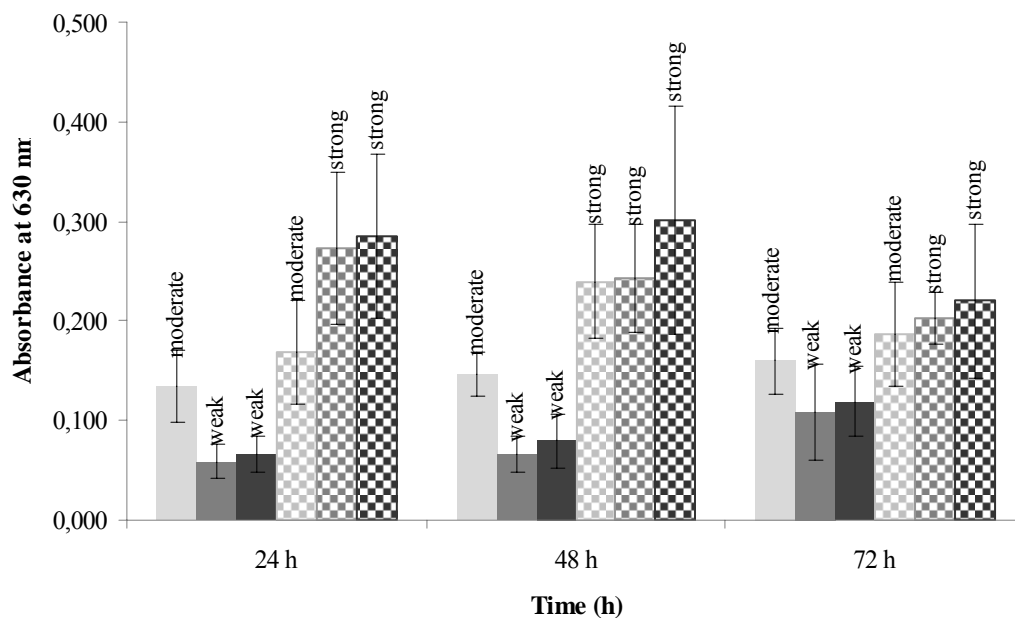 0,500
0,400
0,300
0,200
0,100
0,000
Absorbance at 630 nm
moderate
weak
weak
moderate
strong
strong
moderate
weak
weak
strong
strong
strong
moderate
weak
weak
moderate
strong
strong
24 h
48 h
72 h
Time (h)